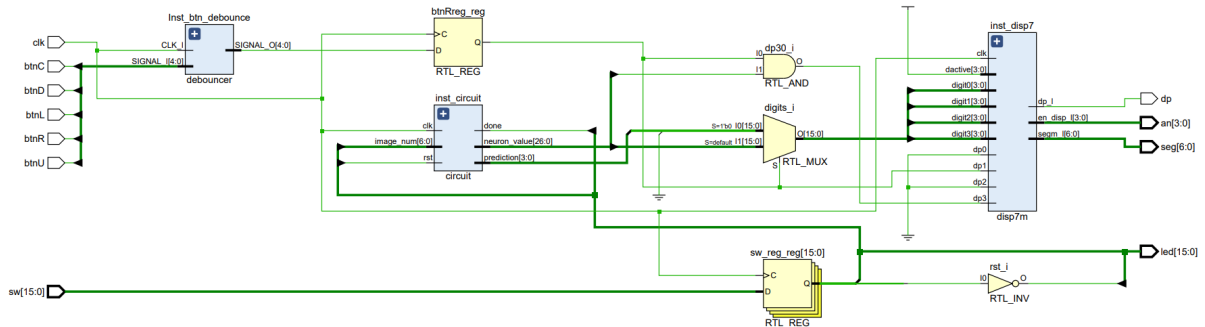 clk
btnC
btnD
btnL
btnR
btnU
sw[15:0]
Inst_btn_debounce
CLK_I
SIGNAL_I[4:0]
SIGNAL_O[4:0]
debouncer
btnRreg_reg
C
D
Q
RTL_REG
inst_circuit
clk
image_num[6:0]
rst
done
neuron_value[26:0]
prediction[3:0]
circuit
dp30_i
I0
I1
O
RTL_AND
digits_i
S=1'b0 I0[15:0]
S=default I1[15:0]
O[15:0]
S
RTL_MUX
inst_disp7
clk
dactive[3:0]
digit0[3:0]
digit1[3:0]
digit2[3:0]
digit3[3:0]
dp0
dp1
dp2
dp3
dp_l
en_disp_l[3:0]
segm_l[6:0]
disp7m
dp
an[3:0]
seg[6:0]
sw_reg_reg[15:0]
C
D
Q
RTL_REG
rst_i
I0
O
RTL_INV
led[15:0]